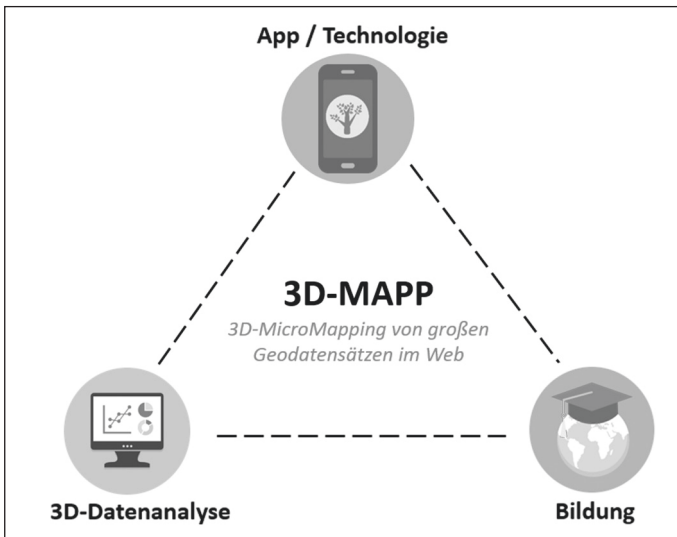 App / Technologie
3D-MAPP
3D-MicroMapping von großen
Geodatensätzen im Web
3D-Datenanalyse
Bildung